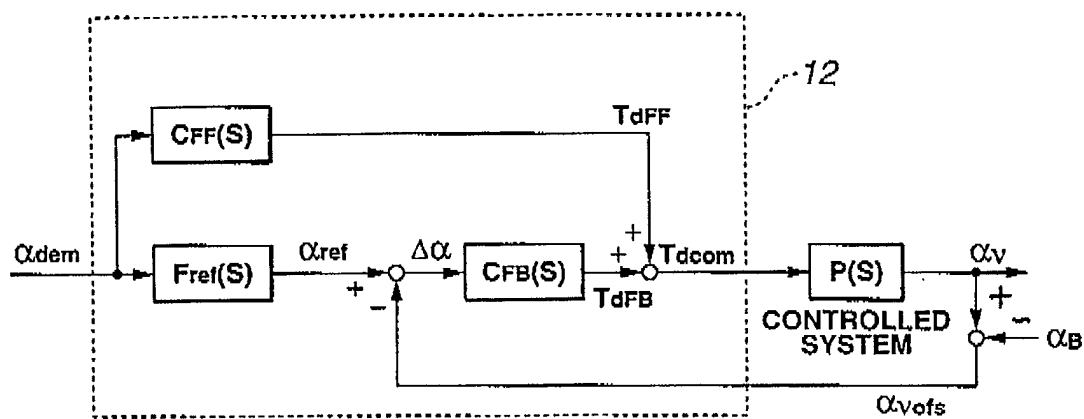 12
TdFF
CFF(S)
αdem
Fref(S)
αref
+
-
Δα
CFB(S)
TdFB
+
+
Tdcom
P(S)
CONTROLLED
SYSTEM
αv
+
-
αB
αvofs